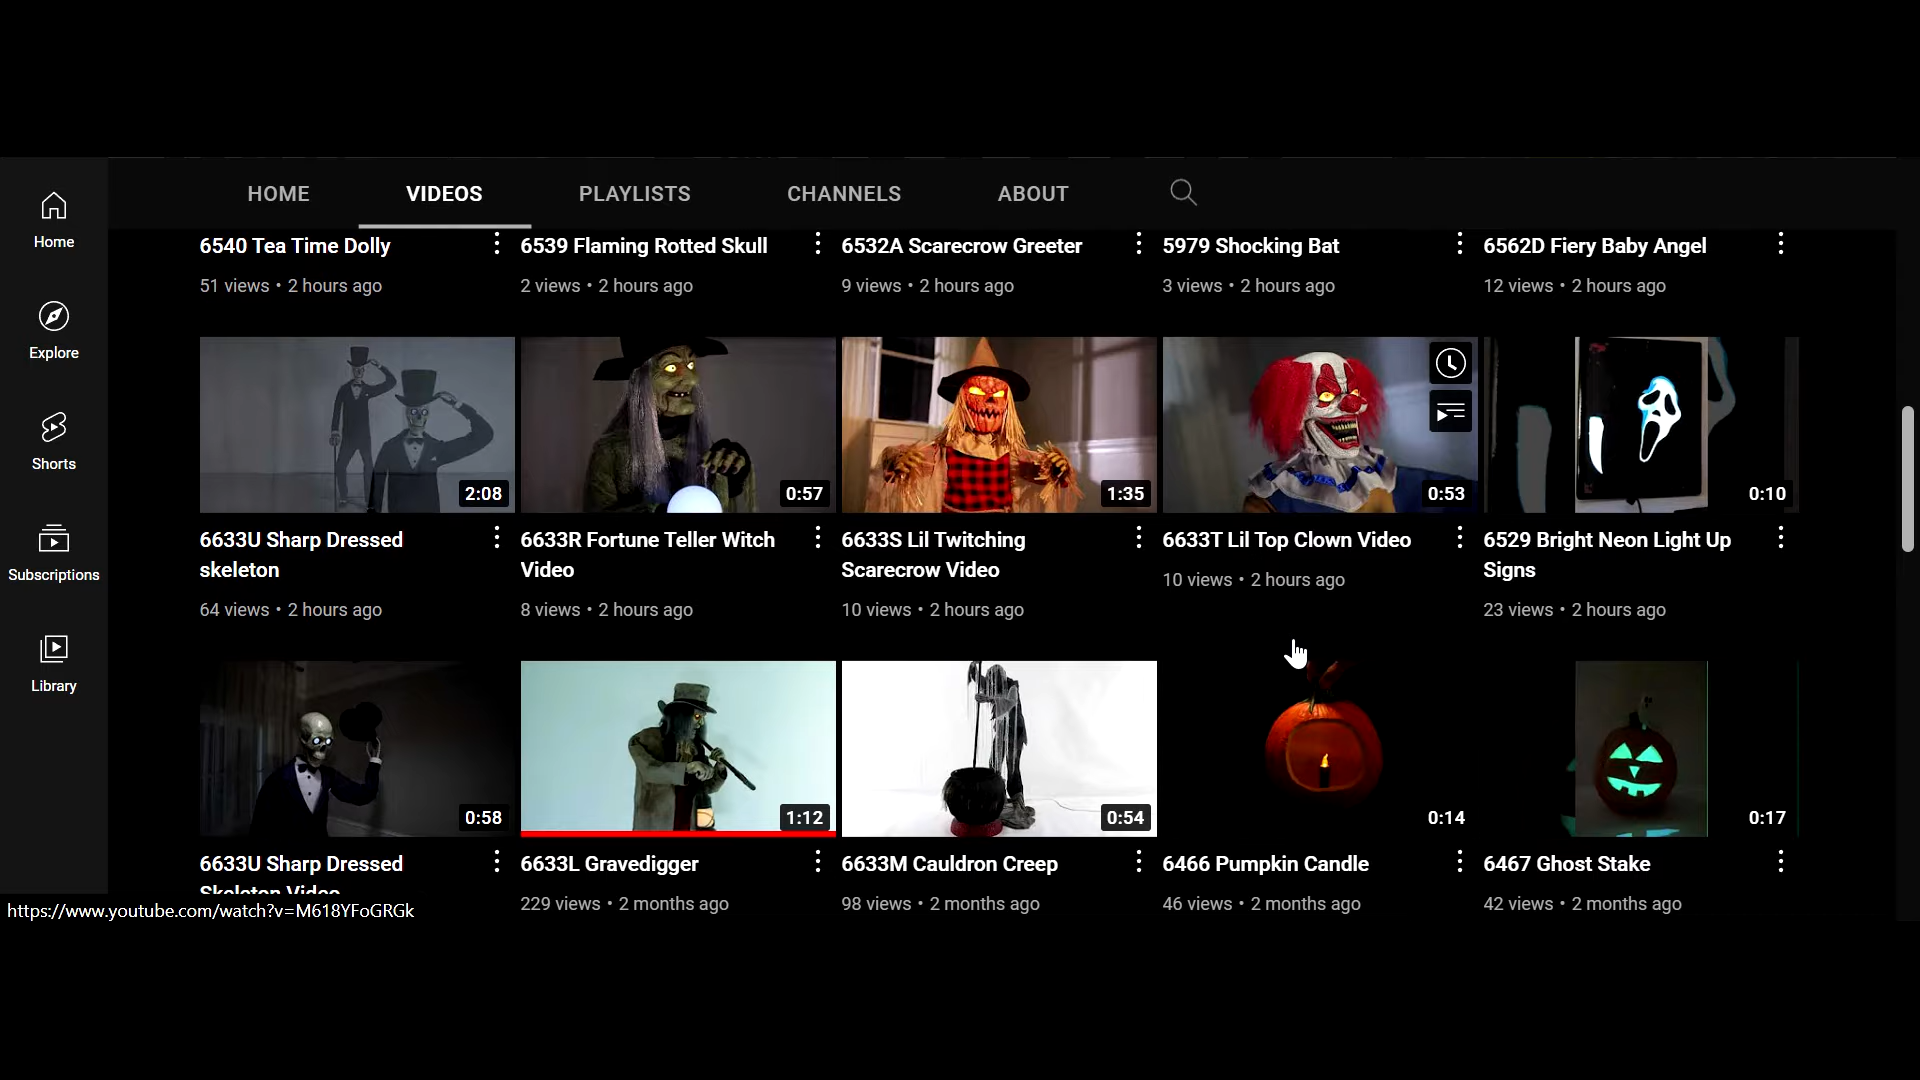 HOME VIDEOS PLAYLISTS CHANNELS ABOUT
Home
Explore
Shorts
Subscriptions
Library
6540 Tea Time Dolly
51 views • 2 hours ago
6539 Flaming Rotted Skull
2 views • 2 hours ago
6532A Scarecrow Greeter
9 views • 2 hours ago
5979 Shocking Bat
3 views • 2 hours ago
6562D Fiery Baby Angel
12 views • 2 hours ago
2:08
6633U Sharp Dressed
skeleton
64 views • 2 hours ago
0:57
6633R Fortune Teller Witch
Video
8 views • 2 hours ago
1:35
6633S Lil Twitching
Scarecrow Video
10 views • 2 hours ago
0:53
6633T Lil Top Clown Video
10 views • 2 hours ago
0:10
6529 Bright Neon Light Up
Signs
23 views • 2 hours ago
0:58
6633U Sharp Dressed
Skeleton Video
1:12
6633L Gravedigger
229 views • 2 months ago
0:54
6633M Cauldron Creep
98 views • 2 months ago
0:14
6466 Pumpkin Candle
46 views • 2 months ago
0:17
6467 Ghost Stake
42 views • 2 months ago
https://www.youtube.com/watch?v=M618YFoGRGk